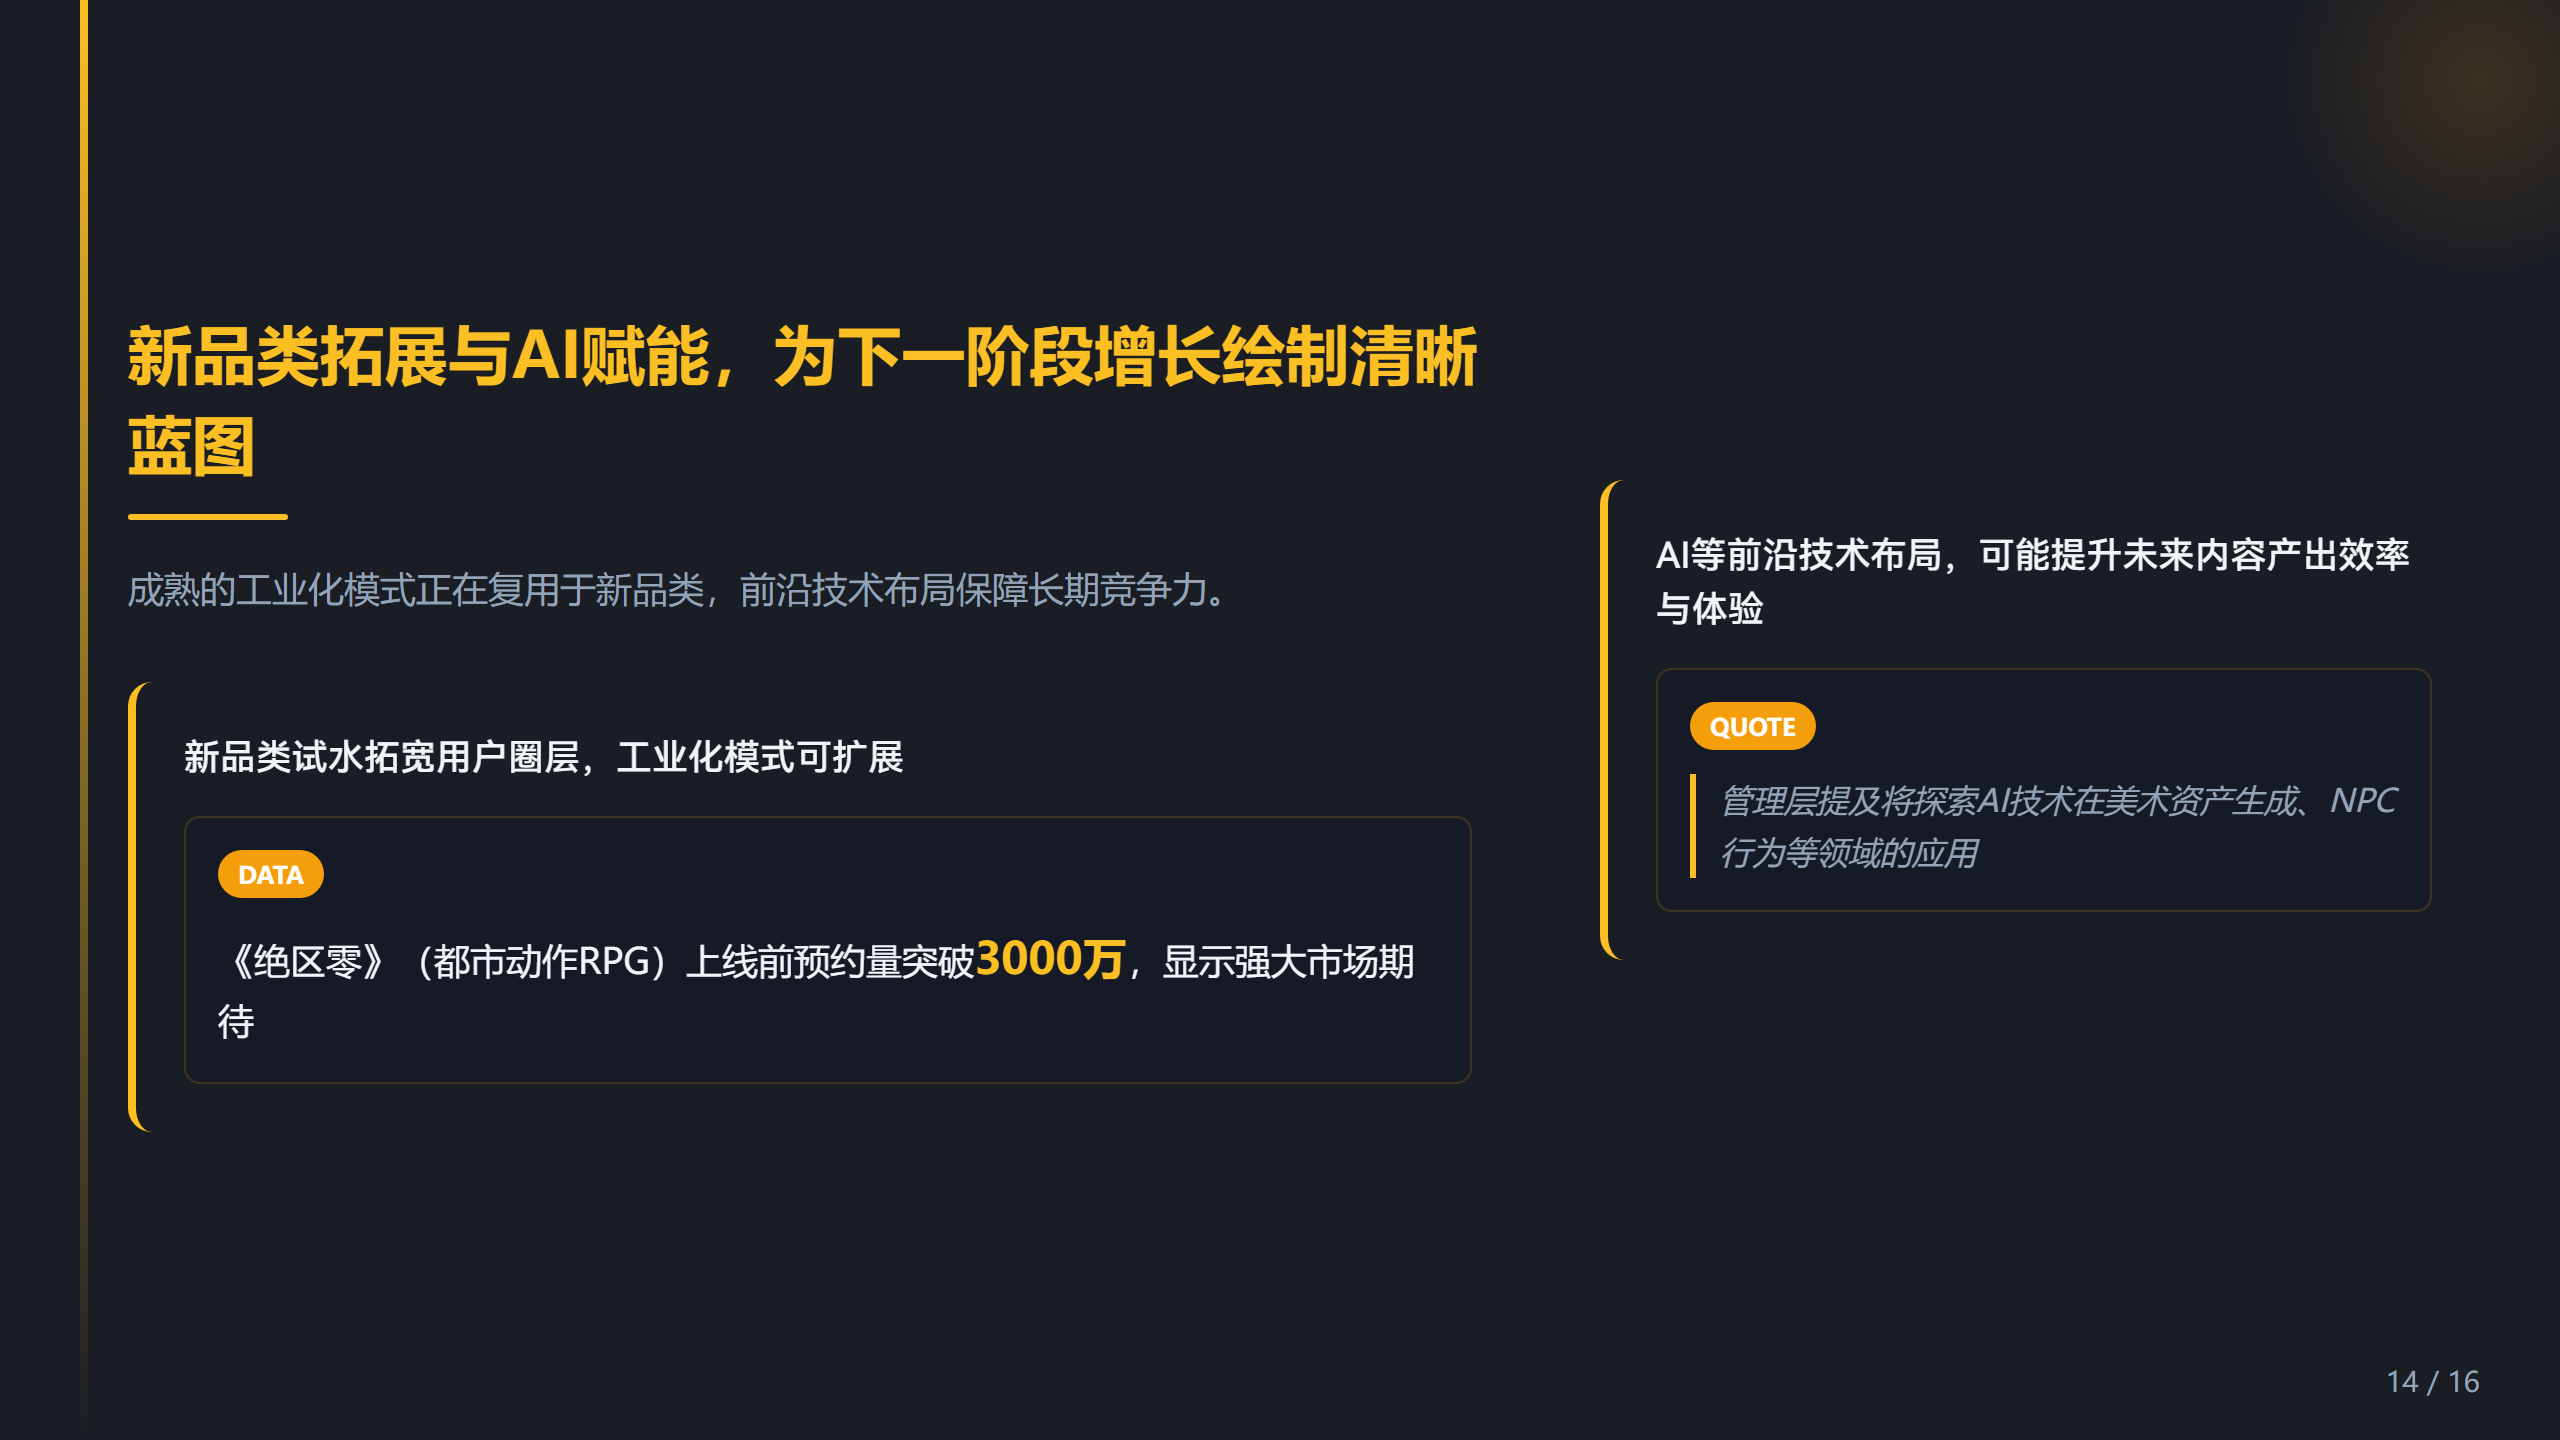 新品类拓展与AI赋能，为下一阶段增长绘制清晰
蓝图
成熟的工业化模式正在复用于新品类，前沿技术布局保障长期竞争力。
新品类试水拓宽用户圈层，工业化模式可扩展
DATA
《绝区零》（都市动作RPG）上线前预约量突破3000万，显示强大市场期
待
AI等前沿技术布局，可能提升未来内容产出效率
与体验
QUOTE
管理层提及将探索AI技术在美术资产生成、NPC
行为等领域的应用
14 / 16